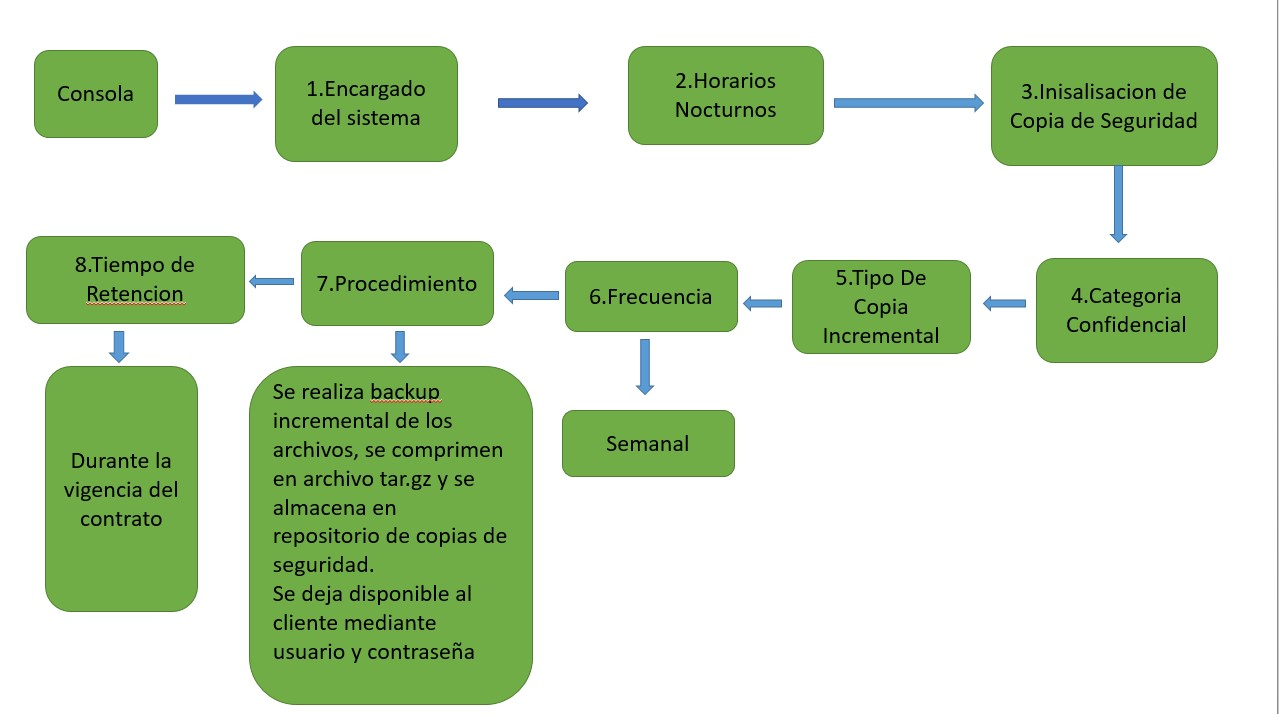 Consola
1.Encargado
del sistema
2.Horarios
Nocturnos
3.Inisalisacion de
Copia de Seguridad
4.Categoria
Confidencial
5.Tipo De
Copia
Incremental
6.Frecuencia
Semanal
7.Procedimiento
Se realiza backup
incremental de los
archivos, se comprimen
en archivo tar.gz y se
almacena en
repositorio de copias de
seguridad.
Se deja disponible al
cliente mediante
usuario y contraseña
8.Tiempo de
Retencion
Durante la
vigencia del
contrato